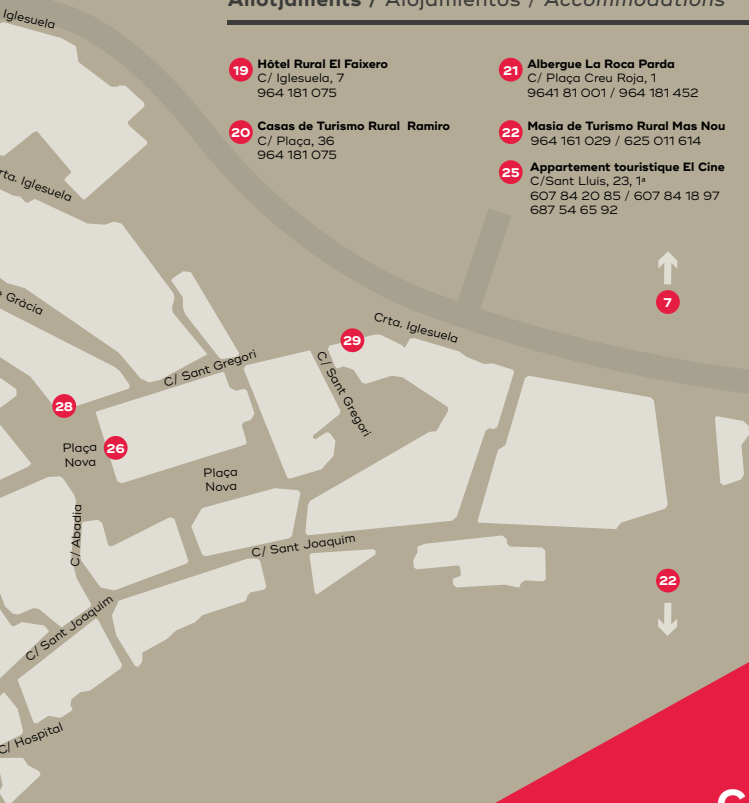 Allotjaments / Alojamientos / Accommodations
19 Hôtel Rural El Faixero
C/ Iglesuela, 7
964 181 075
20 Casas de Turismo Rural Ramiro
C/ Plaça, 36
964 181 075
21 Albergue La Roca Parda
C/ Plaça Creu Roja, 1
9641 81 001 / 964 181 452
22 Masia de Turismo Rural Mas Nou
964 161 029 / 625 011 614
25 Appartement touristique El Cine
C/Sant Lluis, 23, 1ª
607 84 20 85 / 607 84 18 97
687 54 65 92
Iglesuela
rta. Iglesuela
Gràcia
7
Crta. Iglesuela
29
C/ Sant Gregori
C/ Sant Gregori
28
26
Plaça
Nova
Plaça
Nova
C/ Abadia
C/ Sant Joaquim
22
C/ Sant Joaquim
C/ Hospital